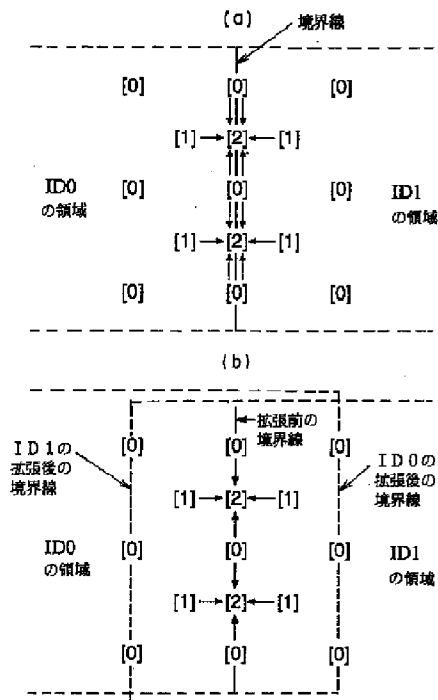 (a)
境界線
[0] [0] [0]
[1] [2] [1]
ID0
の領域
[0] [0] [0]
ID1
の領域
[1] [2] [1]
[0] [0] [0]
(b)
拡張前の
境界線
[0] [0] [0]
ID1の
拡張後の
境界線
ID0の
拡張後の
境界線
[1] [2] [1]
ID0
の領域
[0] [0] [0]
ID1
の領域
[1] [2] [1]
[0] [0] [0]